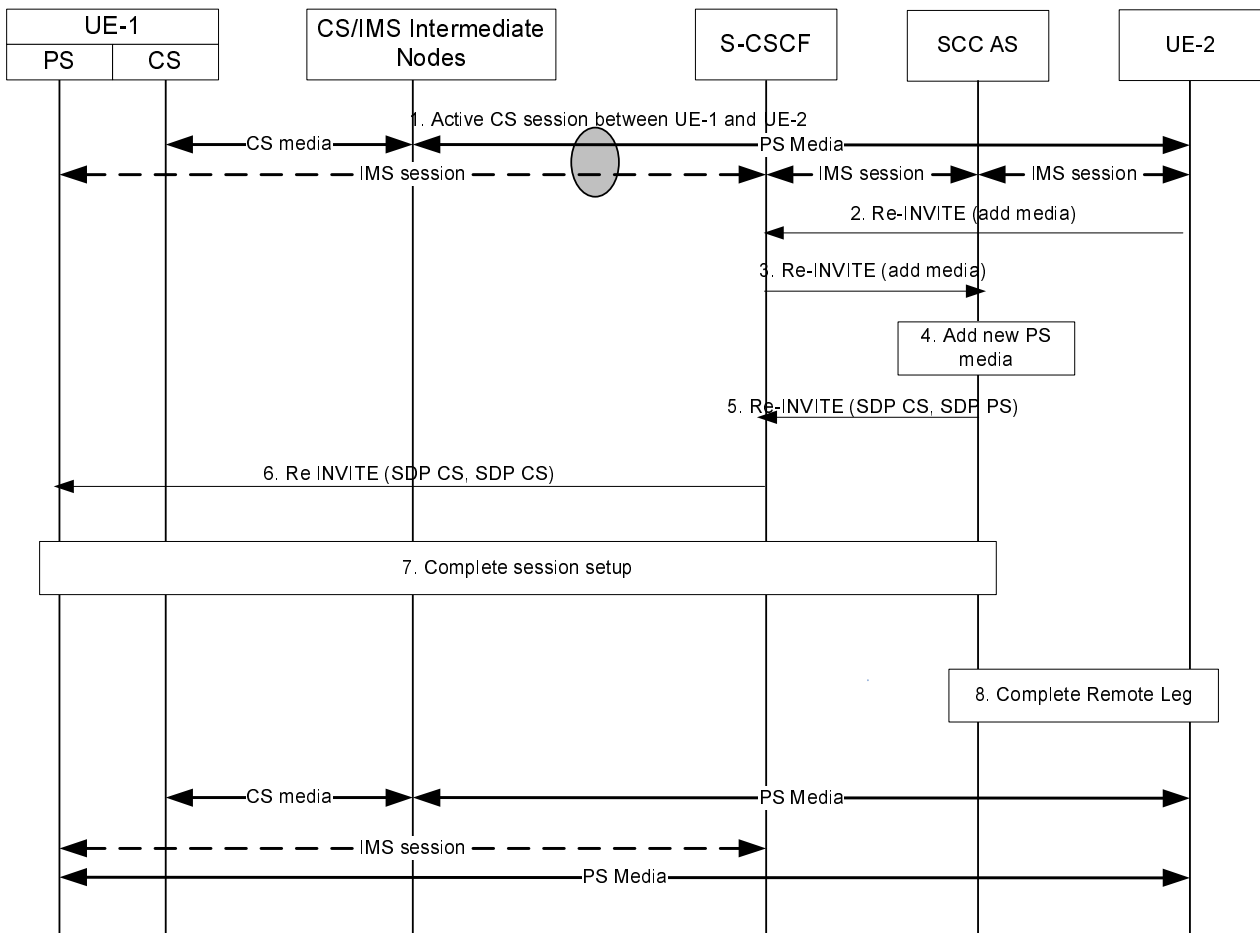 UE-1
PS
CS
CS/IMS Intermediate
Nodes
S-CSCF
SCC AS
UE-2
1. Active CS session between UE-1 and UE-2
CS media
PS Media
IMS session
IMS session
IMS session
2. Re-INVITE (add media)
3. Re-INVITE (add media)
4. Add new PS
media
5. Re-INVITE (SDP CS, SDP PS)
6. Re INVITE (SDP CS, SDP CS)
7. Complete session setup
8. Complete Remote Leg
CS media
PS Media
IMS session
PS Media